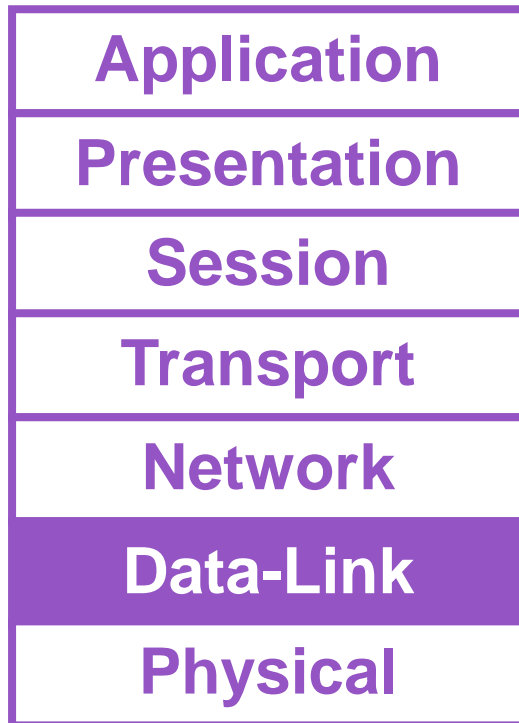 Application
Presentation
Session
Transport
Network
Data-Link
Physical